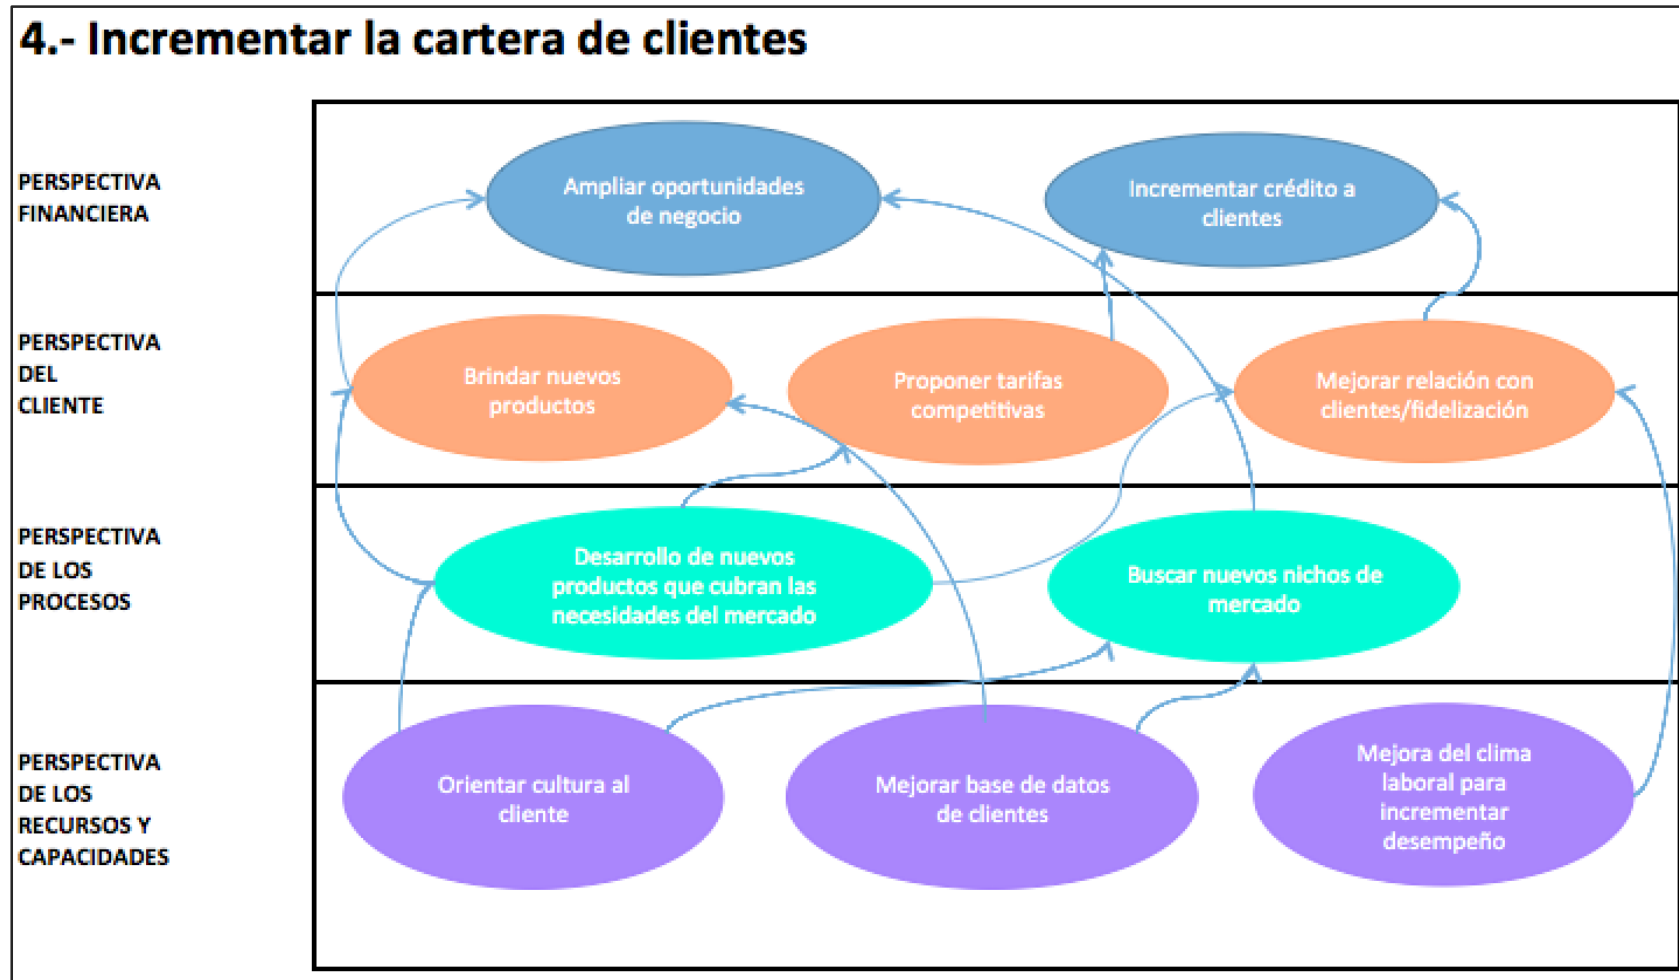 4.- Incrementar la cartera de clientes
PERSPECTIVA
FINANCIERA
Ampliar oportunidades
de negocio
Incrementar crédito a
clientes
PERSPECTIVA
DEL
CLIENTE
Brindar nuevos
productos
Proponer tarifas
competitivas
Mejorar relación con
clientes/fidelización
PERSPECTIVA
DE LOS
PROCESOS
Desarrollo de nuevos
productos que cubran las
necesidades del mercado
Buscar nuevos nichos de
mercado
PERSPECTIVA
DE LOS
RECURSOS Y
CAPACIDADES
Orientar cultura al
cliente
Mejorar base de datos
de clientes
Mejora del clima
laboral para
incrementar
desempeño